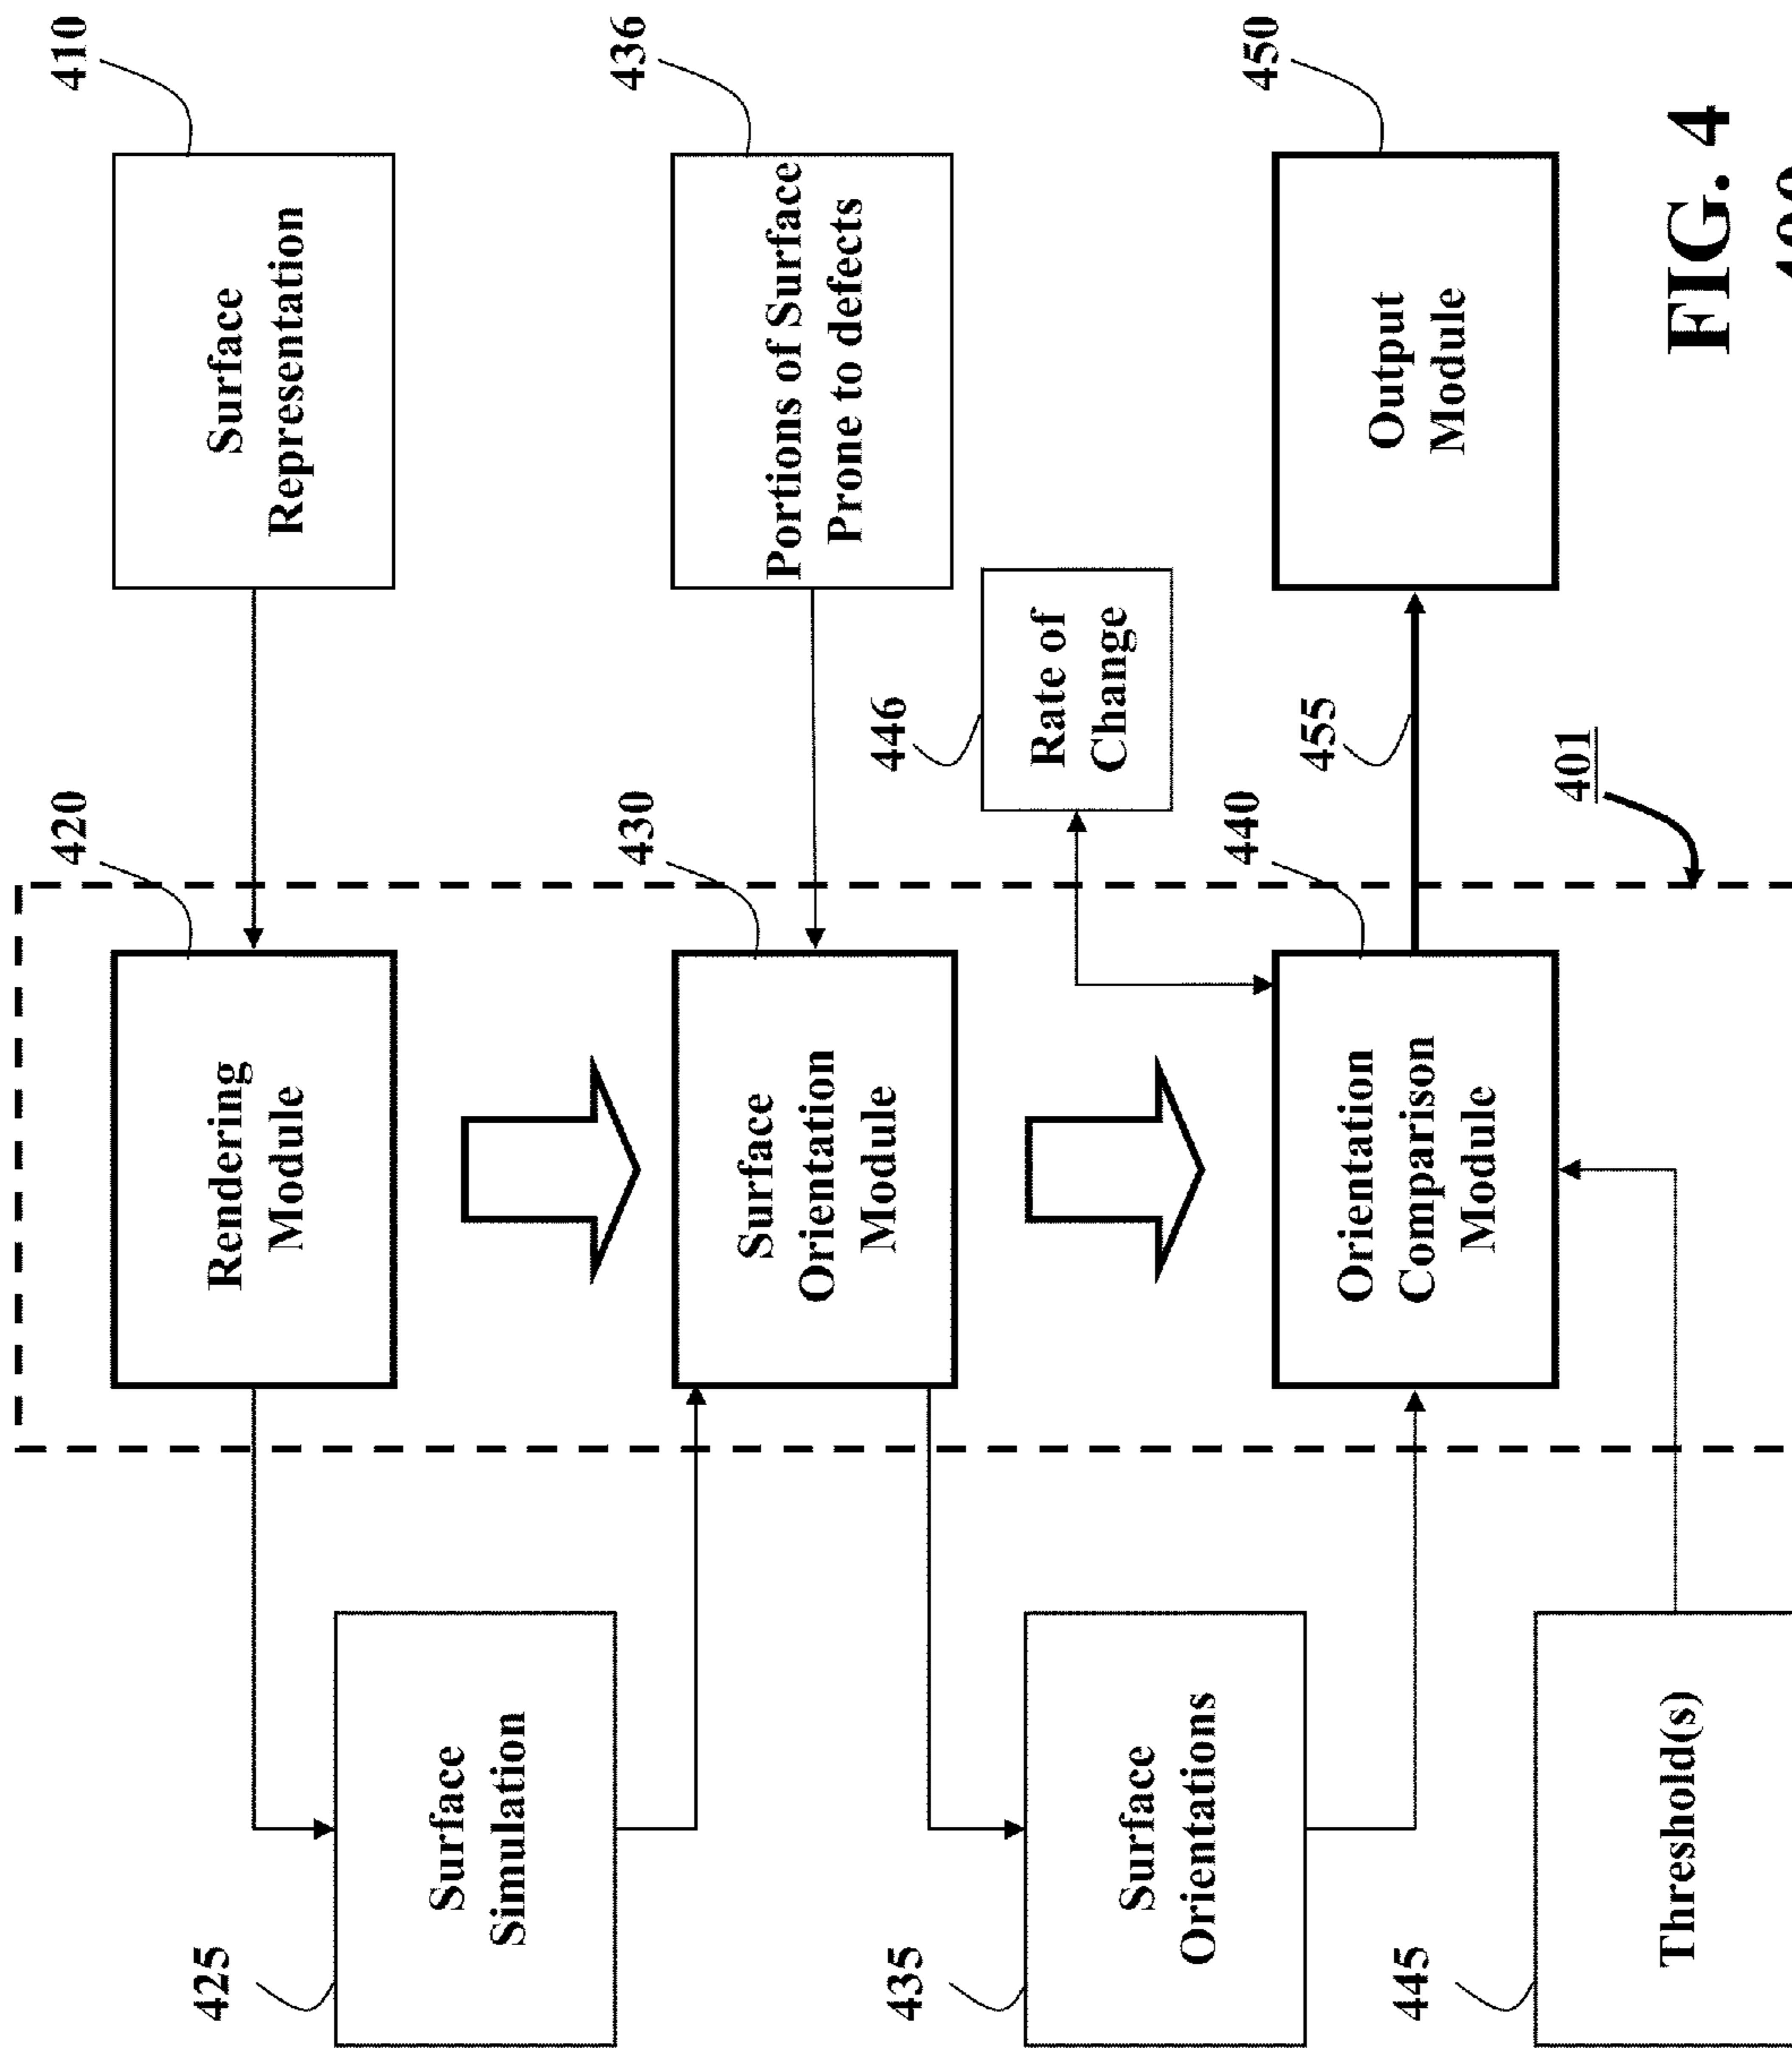 420
410
425
Rendering
Module
Surface
Representation
Surface
Simulation
430
436
Surface
Orientation
Module
Portions of Surface
Prone to defects
435
446
Rate of
Change
Surface
Orientations
440
450
455
Orientation
Comparison
Module
Output
Module
445
401
Threshold(s)
FIG. 4